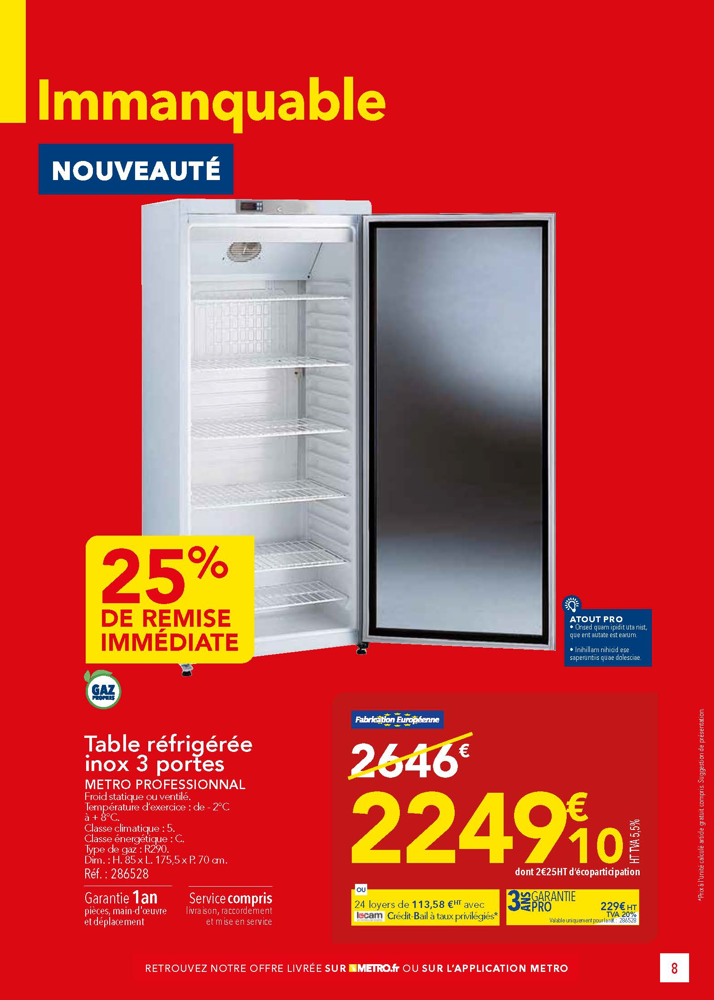 Immanquable
NOUVEAUTÉ
25%
DE REMISE
IMMÉDIATE
ATOUT PRO
• Onsed quam ipidit uta nist,
que ent autate est earum.
• Inihillam nihicid ese
saperuntiis quae dolesciae.
GAZ
PROPRES
Table réfrigérée
inox 3 portes
METRO PROFESSIONNAL
Froid statique ou ventilé.
Température d'exercice : de - 2°C
à + 8°C.
Classe climatique : 5.
Classe énergétique : C.
Type de gaz : R290.
Dim. : H. 85 x L. 175,5 x P. 70 cm.
Réf. : 286528
Garantie 1an
pièces, main-d'œuvre
et déplacement
Service compris
livraison, raccordement
et mise en service
Fabrication Européenne
2646€
2249€10
HT TVA 5,5%
dont 2€25HT d'écoparticipation
OU
24 loyers de 113,58 €HT avec
locam Crédit-Bail à taux privilégiés*
3 ANS GARANTIE
PRO
229€ HT
TVA 20%
Valable uniquement pour la réf. : 286528
*Prix à l'unité calculé article gratuit compris. Suggestion de présentation.
RETROUVEZ NOTRE OFFRE LIVRÉE SUR METRO.fr OU SUR L'APPLICATION METRO
8